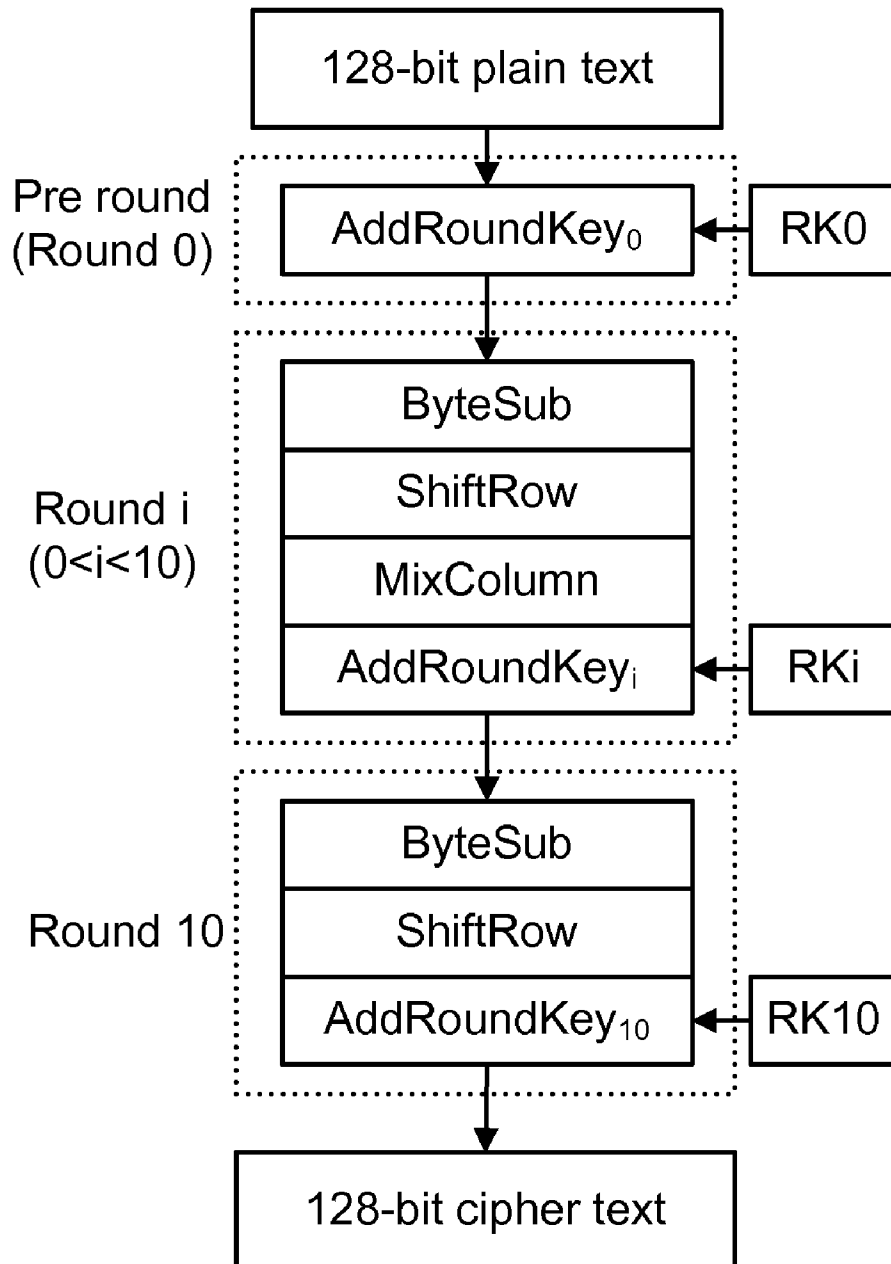 128-bit plain text
Pre round
(Round 0)
AddRoundKey₀
RK0
ByteSub
ShiftRow
Round i
(0<i<10)
MixColumn
AddRoundKeyᵢ
RKi
ByteSub
ShiftRow
Round 10
AddRoundKey₁₀
RK10
128-bit cipher text